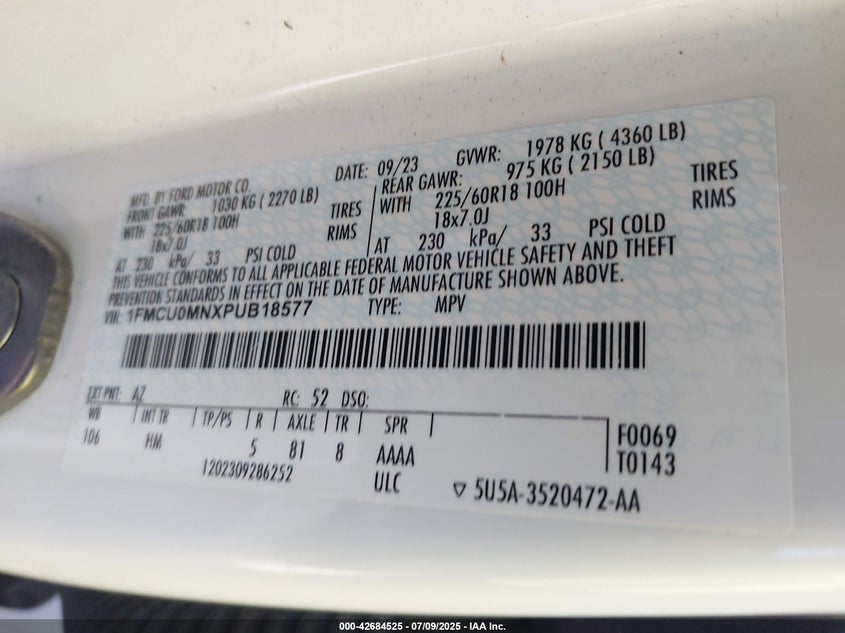 MFD. BY FORD MOTOR CO.
DATE: 09/23 GVWR: 1978 KG ( 4360 LB)
FRONT GAWR: 1030 KG ( 2270 LB) REAR GAWR: 975 KG ( 2150 LB)
WITH 225/60R18 100H TIRES WITH 225/60R18 100H TIRES
18x7.0J RIMS 18x7.0J RIMS
AT 230 kPa/ 33 PSI COLD AT 230 kPa/ 33 PSI COLD
THIS VEHICLE CONFORMS TO ALL APPLICABLE FEDERAL MOTOR VEHICLE SAFETY AND THEFT
PREVENTION STANDARDS IN EFFECT ON THE DATE OF MANUFACTURE SHOWN ABOVE.
VIN: 1FMCU0MNXPUB18577 TYPE: MPV
EXT PNT: AZ RC: 52 DSO:
WB INT TR TP/PS R AXLE TR SPR
106 HM 5 81 8 AAAA
F0069
T0143
1202309286252 ULC
▽ 5U5A-3520472-AA
000-42684525 - 07/09/2025 - IAA Inc.